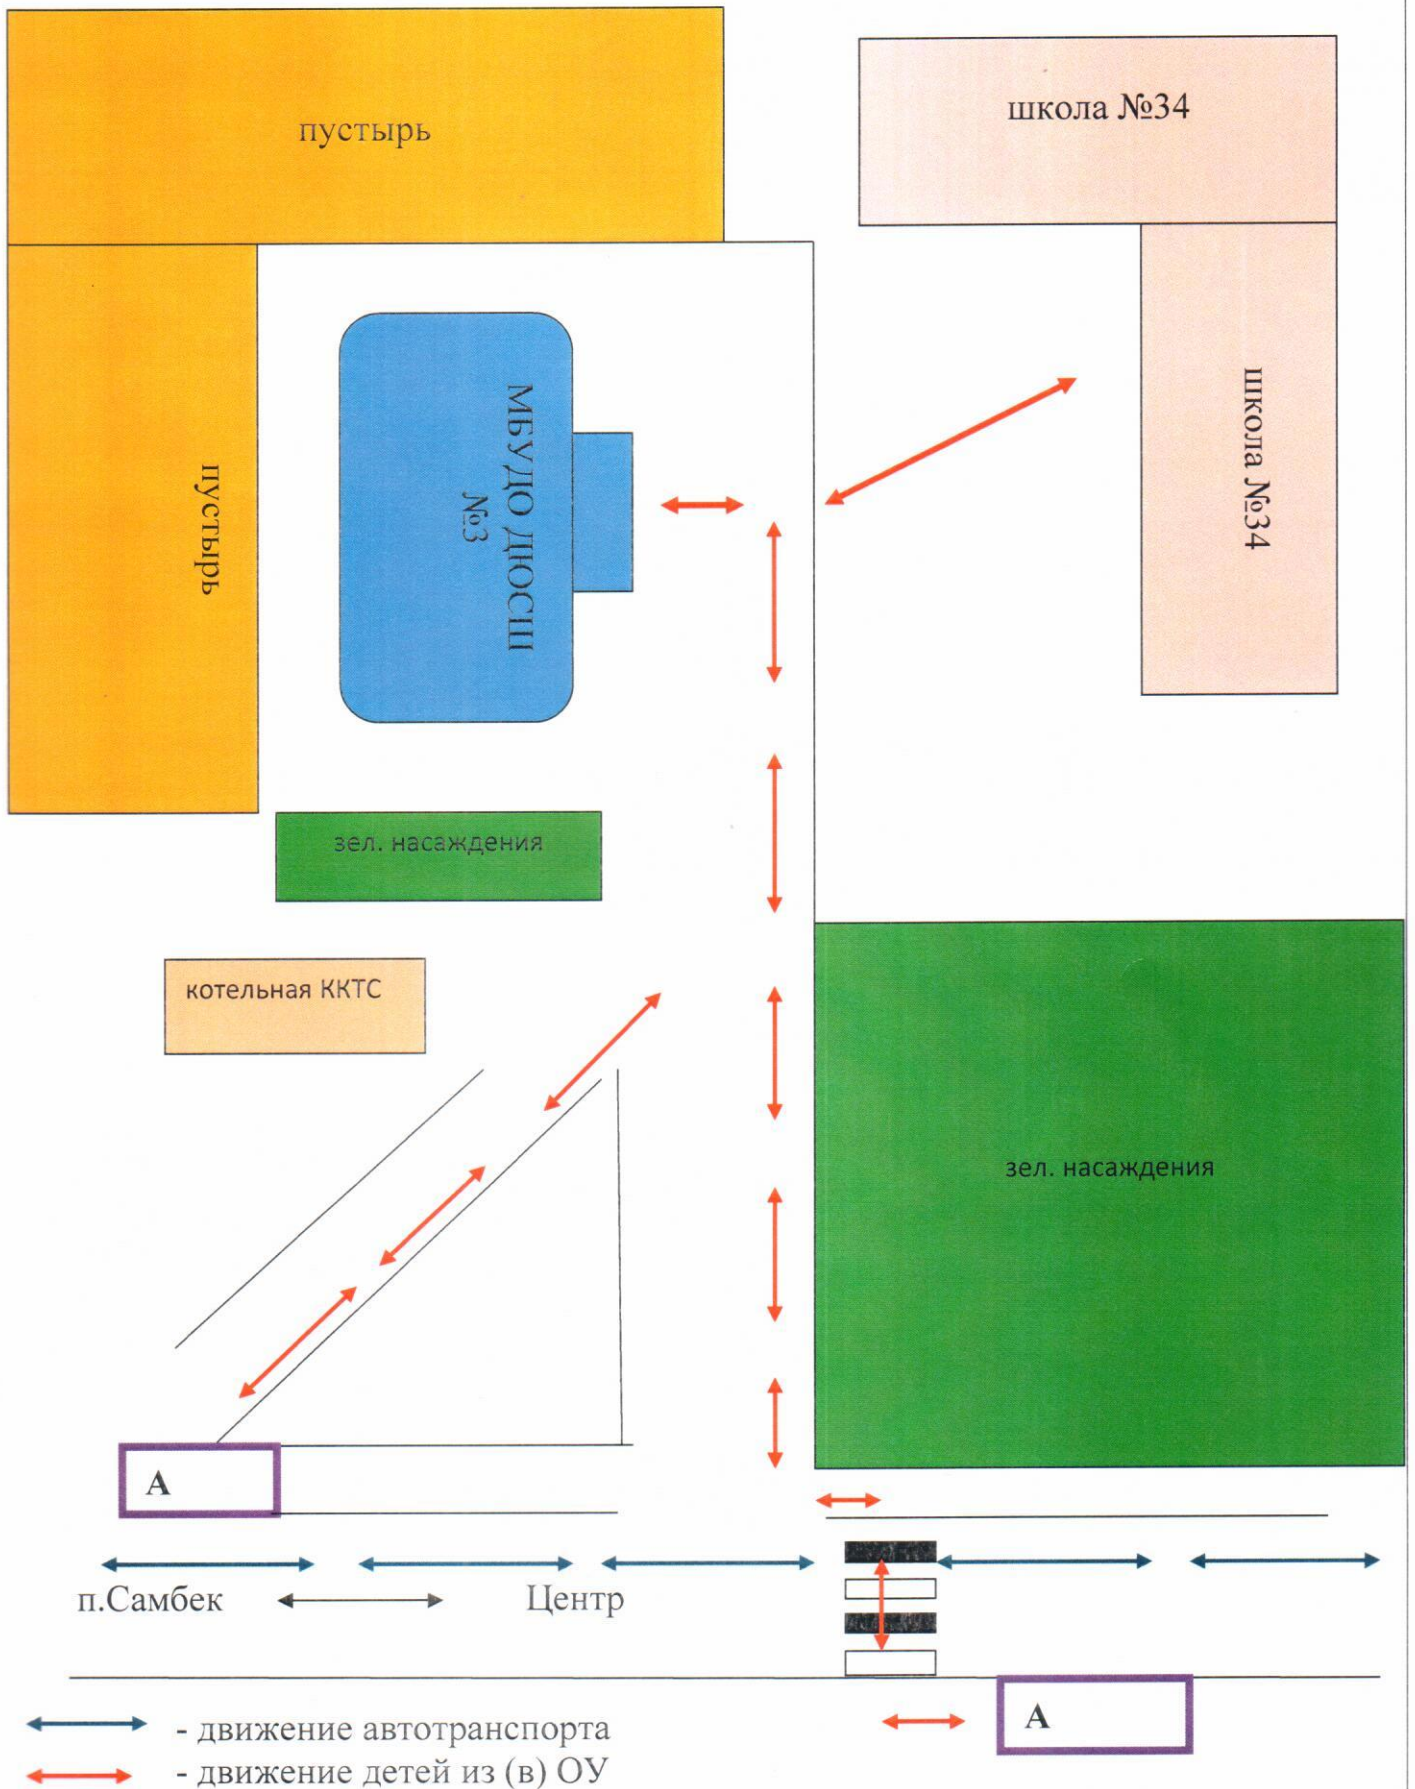 пустырь
школа №34
пустырь
МБУДО ДЮСШ
№3
школа №34
зел. насаждения
котельная ККТС
зел. насаждения
А
п.Самбек
Центр
А
- движение автотранспорта
- движение детей из (в) ОУ